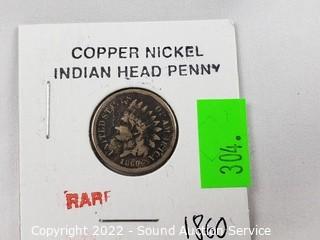 COPPER NICKEL
INDIAN HEAD PENNY
UNITED STATES OF AMERICA
1860
304.
RARE
1860
Copyright 2022 - Sound Auction Service